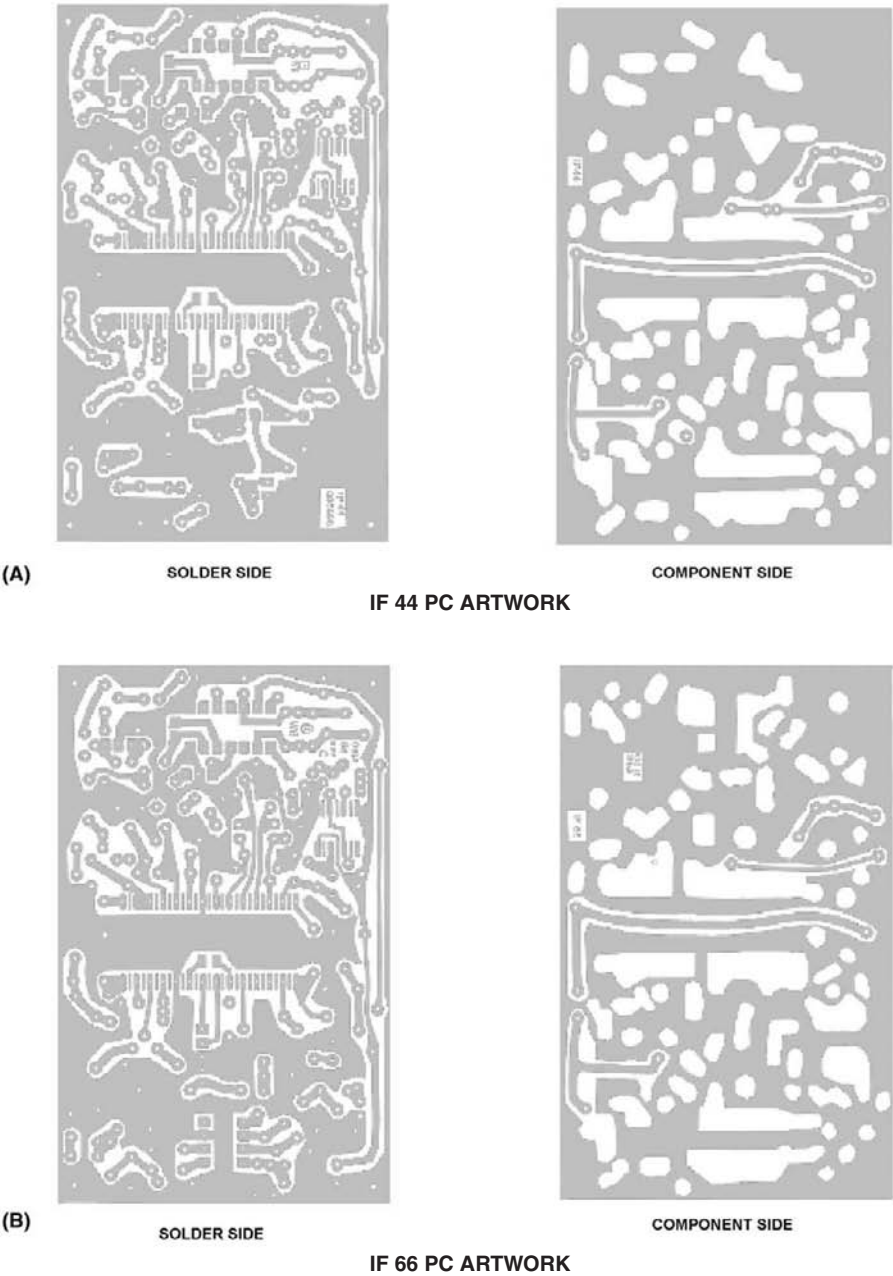 (A)
SOLDER SIDE
COMPONENT SIDE
IF 44 PC ARTWORK
(B)
SOLDER SIDE
COMPONENT SIDE
IF 66 PC ARTWORK